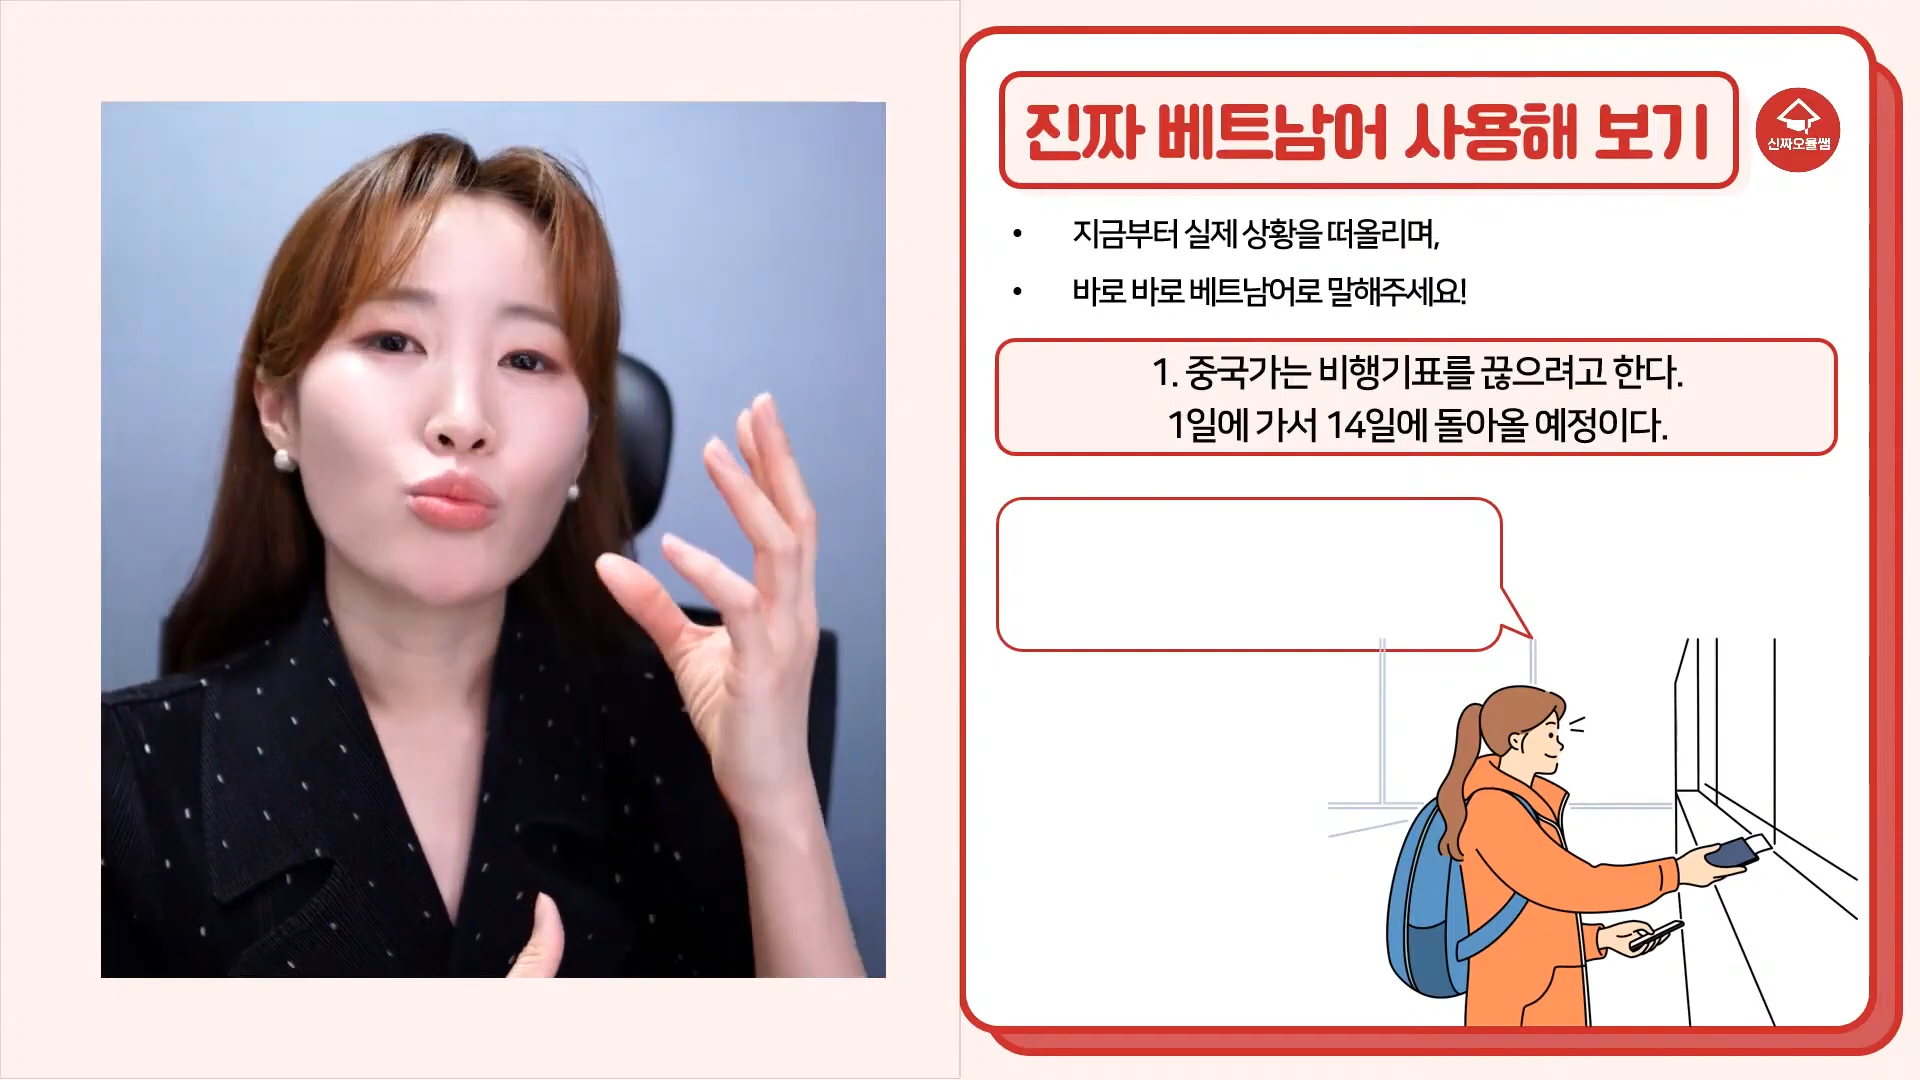 진짜 베트남어 사용해 보기
신짜오율쌤
• 지금부터 실제 상황을 떠올리며,
• 바로 바로 베트남어로 말해주세요!
1. 중국가는 비행기표를 끊으려고 한다.
1일에 가서 14일에 돌아올 예정이다.